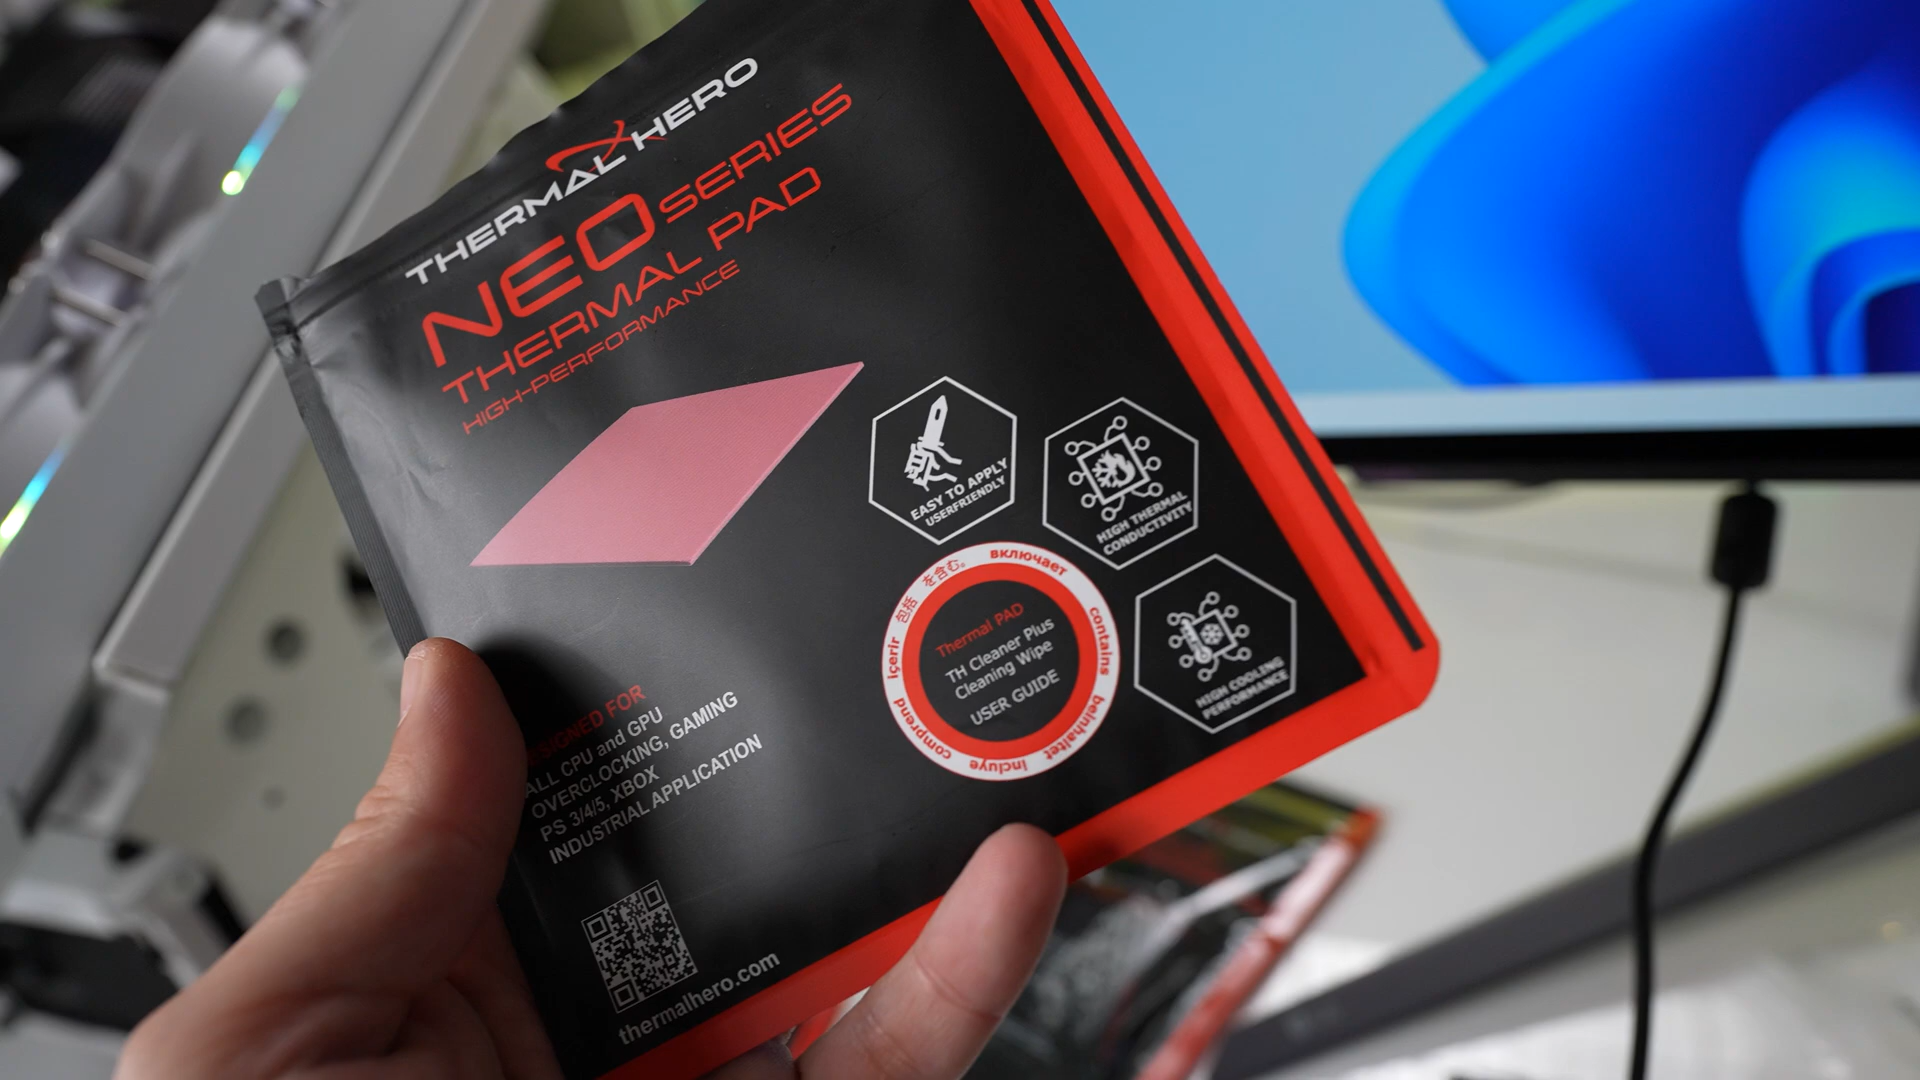 THERMAL HERO
NEO SERIES
THERMAL PAD
HIGH-PERFORMANCE
EASY TO APPLY
USERFRIENDLY
HIGH THERMAL
CONDUCTIVITY
HIGH COOLING
PERFORMANCE
включает
contains
beinhaltet
incluye
comprend
içerir
包括
を含む。
Thermal PAD
TH Cleaner Plus
Cleaning Wipe
USER GUIDE
FOR
ALL CPU and GPU
OVERCLOCKING, GAMING
PS 3/4/5, XBOX
INDUSTRIAL APPLICATION
thermalhero.com